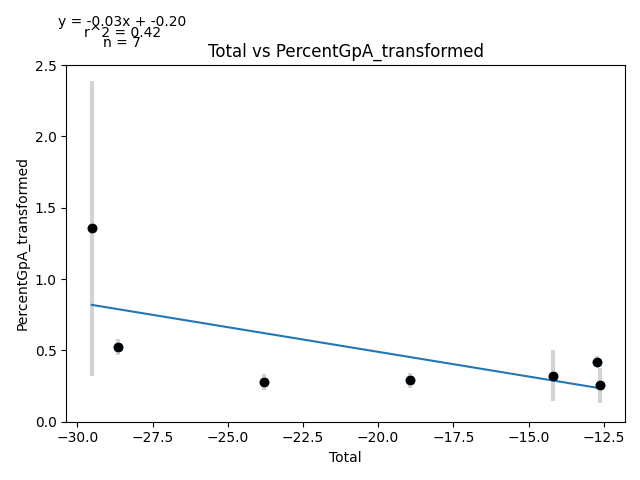 y = -0.03x + -0.20
r^2 = 0.42
n = 7
Total vs PercentGpA_transformed
2.5
2.0
1.5
1.0
0.5
0.0
PercentGpA_transformed
−30.0 −27.5 −25.0 −22.5 −20.0 −17.5 −15.0 −12.5
Total